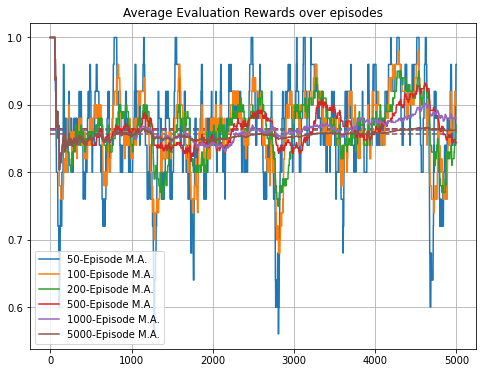 Average Evaluation Rewards over episodes
1.0
0.9
0.8
0.7
0.6
50-Episode M.A.
100-Episode M.A.
200-Episode M.A.
500-Episode M.A.
1000-Episode M.A.
5000-Episode M.A.
0 1000 2000 3000 4000 5000